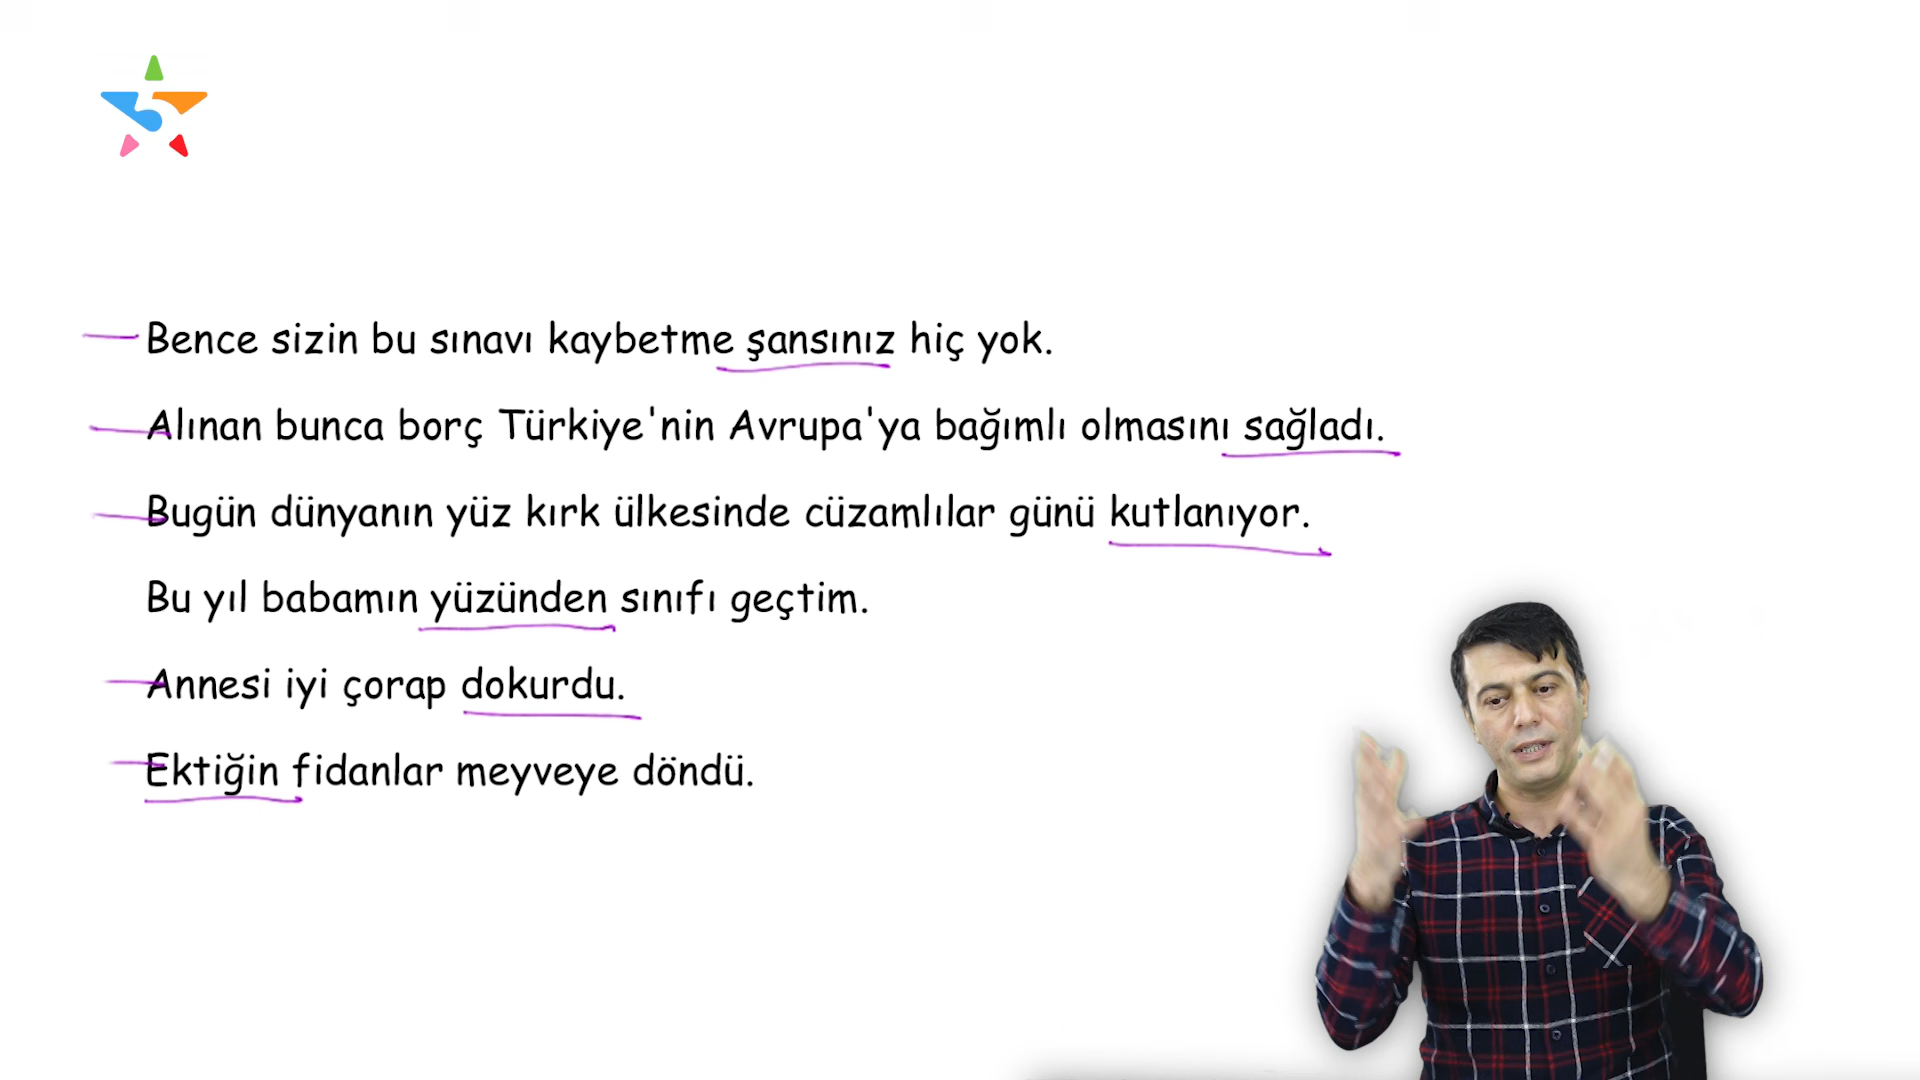 Bence sizin bu sınavı kaybetme şansınız hiç yok.
Alınan bunca borç Türkiye'nin Avrupa'ya bağımlı olmasını sağladı.
Bugün dünyanın yüz kırk ülkesinde cüzamlılar günü kutlanıyor.
Bu yıl babamın yüzünden sınıfı geçtim.
Annesi iyi çorap dokurdu.
Ektiğin fidanlar meyveye döndü.